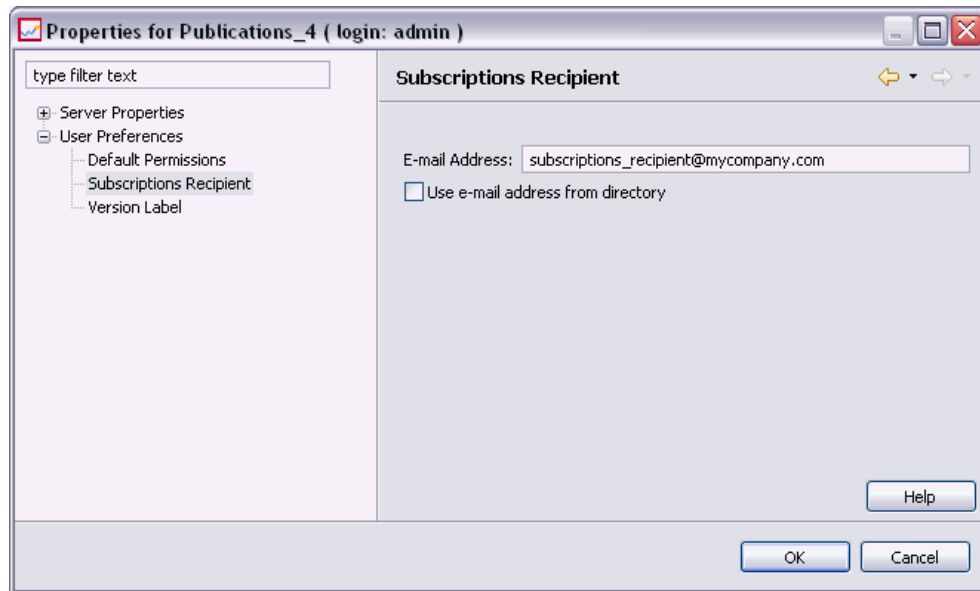 Properties for Publications_4 ( login: admin )
type filter text
Server Properties
User Preferences
Default Permissions
Subscriptions Recipient
Version Label
Subscriptions Recipient
E-mail Address: subscriptions_recipient@mycompany.com
Use e-mail address from directory
Help
OK Cancel